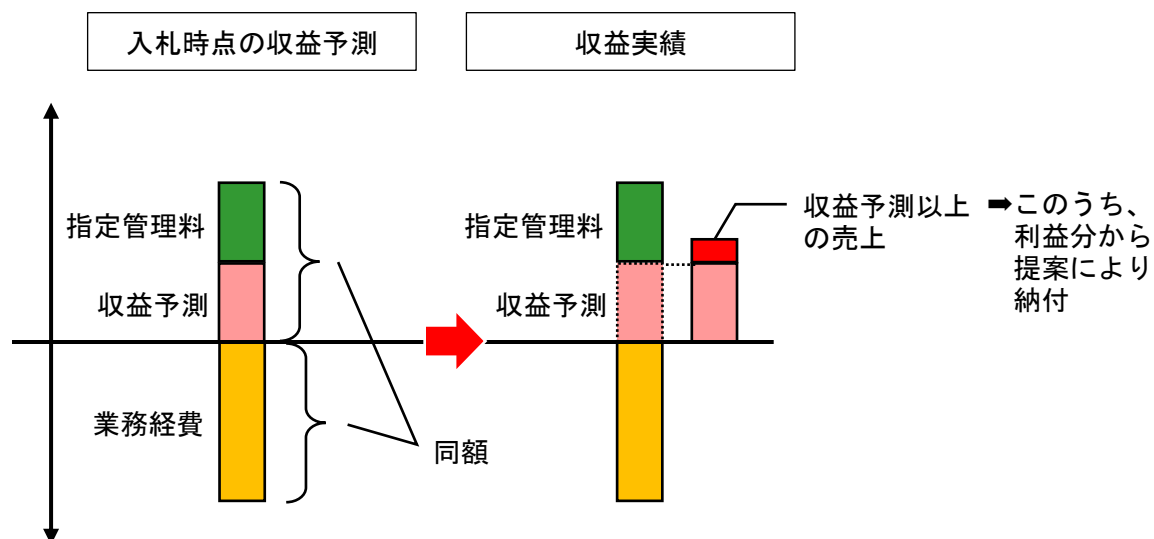 入札時点の収益予測
収益実績
指定管理料
収益予測
業務経費
同額
指定管理料
収益予測
収益予測以上
の売上
➡このうち、
利益分から
提案により
納付